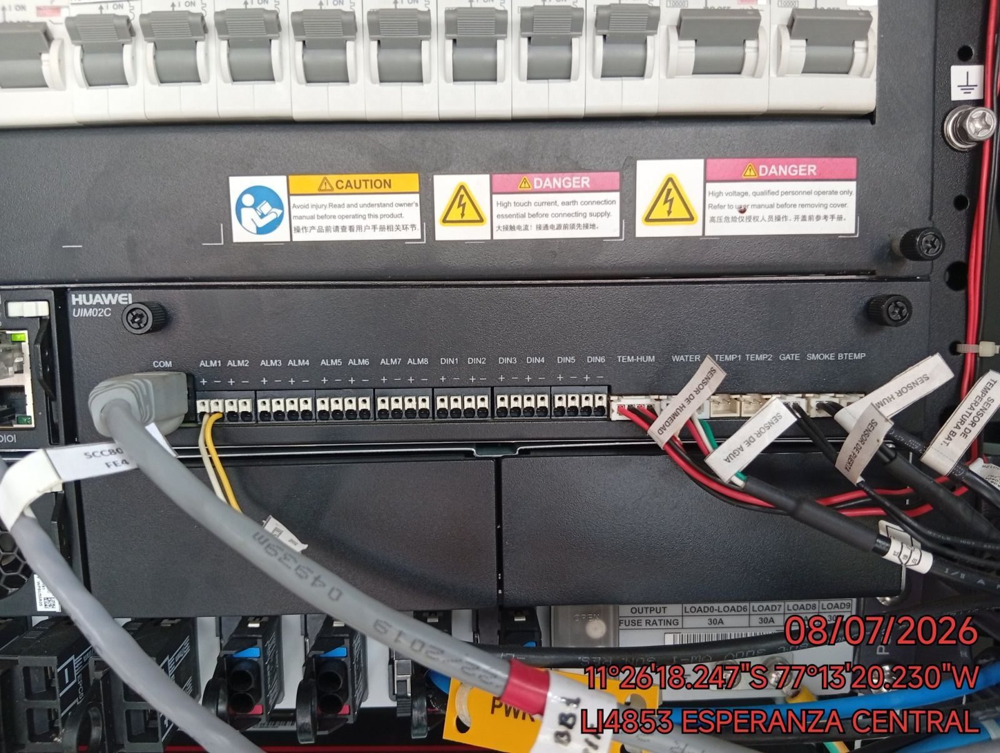 I ON
I ON
I ON
I ON
I ON
I ON
I ON
I ON
10000
10000
CAUTION
Avoid injury.Read and understand owner's
manual before operating this product.
操作产品前请查看用户手册相关环节.
DANGER
High touch current, earth connection
essential before connecting supply.
大接触电流！接通电源前须先接地。
DANGER
High voltage, qualified personnel operate only.
Refer to user manual before removing cover.
高压危险仅授权人员操作。开盖前参考手册。
HUAWEI
UIM02C
COM ALM1 ALM2 ALM3 ALM4 ALM5 ALM6 ALM7 ALM8 DIN1 DIN2 DIN3 DIN4 DIN5 DIN6 TEM-HUM WATER TEMP1 TEMP2 GATE SMOKE BTEMP
+ − + − + − + − + − + − + − + − + − + − + − + − + − + −
SENSOR DE HUMEDAD
SENSOR DE AGUA
SENSOR HUM
SENSOR DE PUERTA
SENSOR DE
TEMPERATURA BAT.
SCC80
FE4
D4939m
OUTPUT LOAD0-LOAD6 LOAD7 LOAD8 LOAD9
FUSE RATING 30A 30A
OPEN
PWR
BB1
08/07/2026
11°26'18.247"S 77°13'20.230"W
LI4853 ESPERANZA CENTRAL